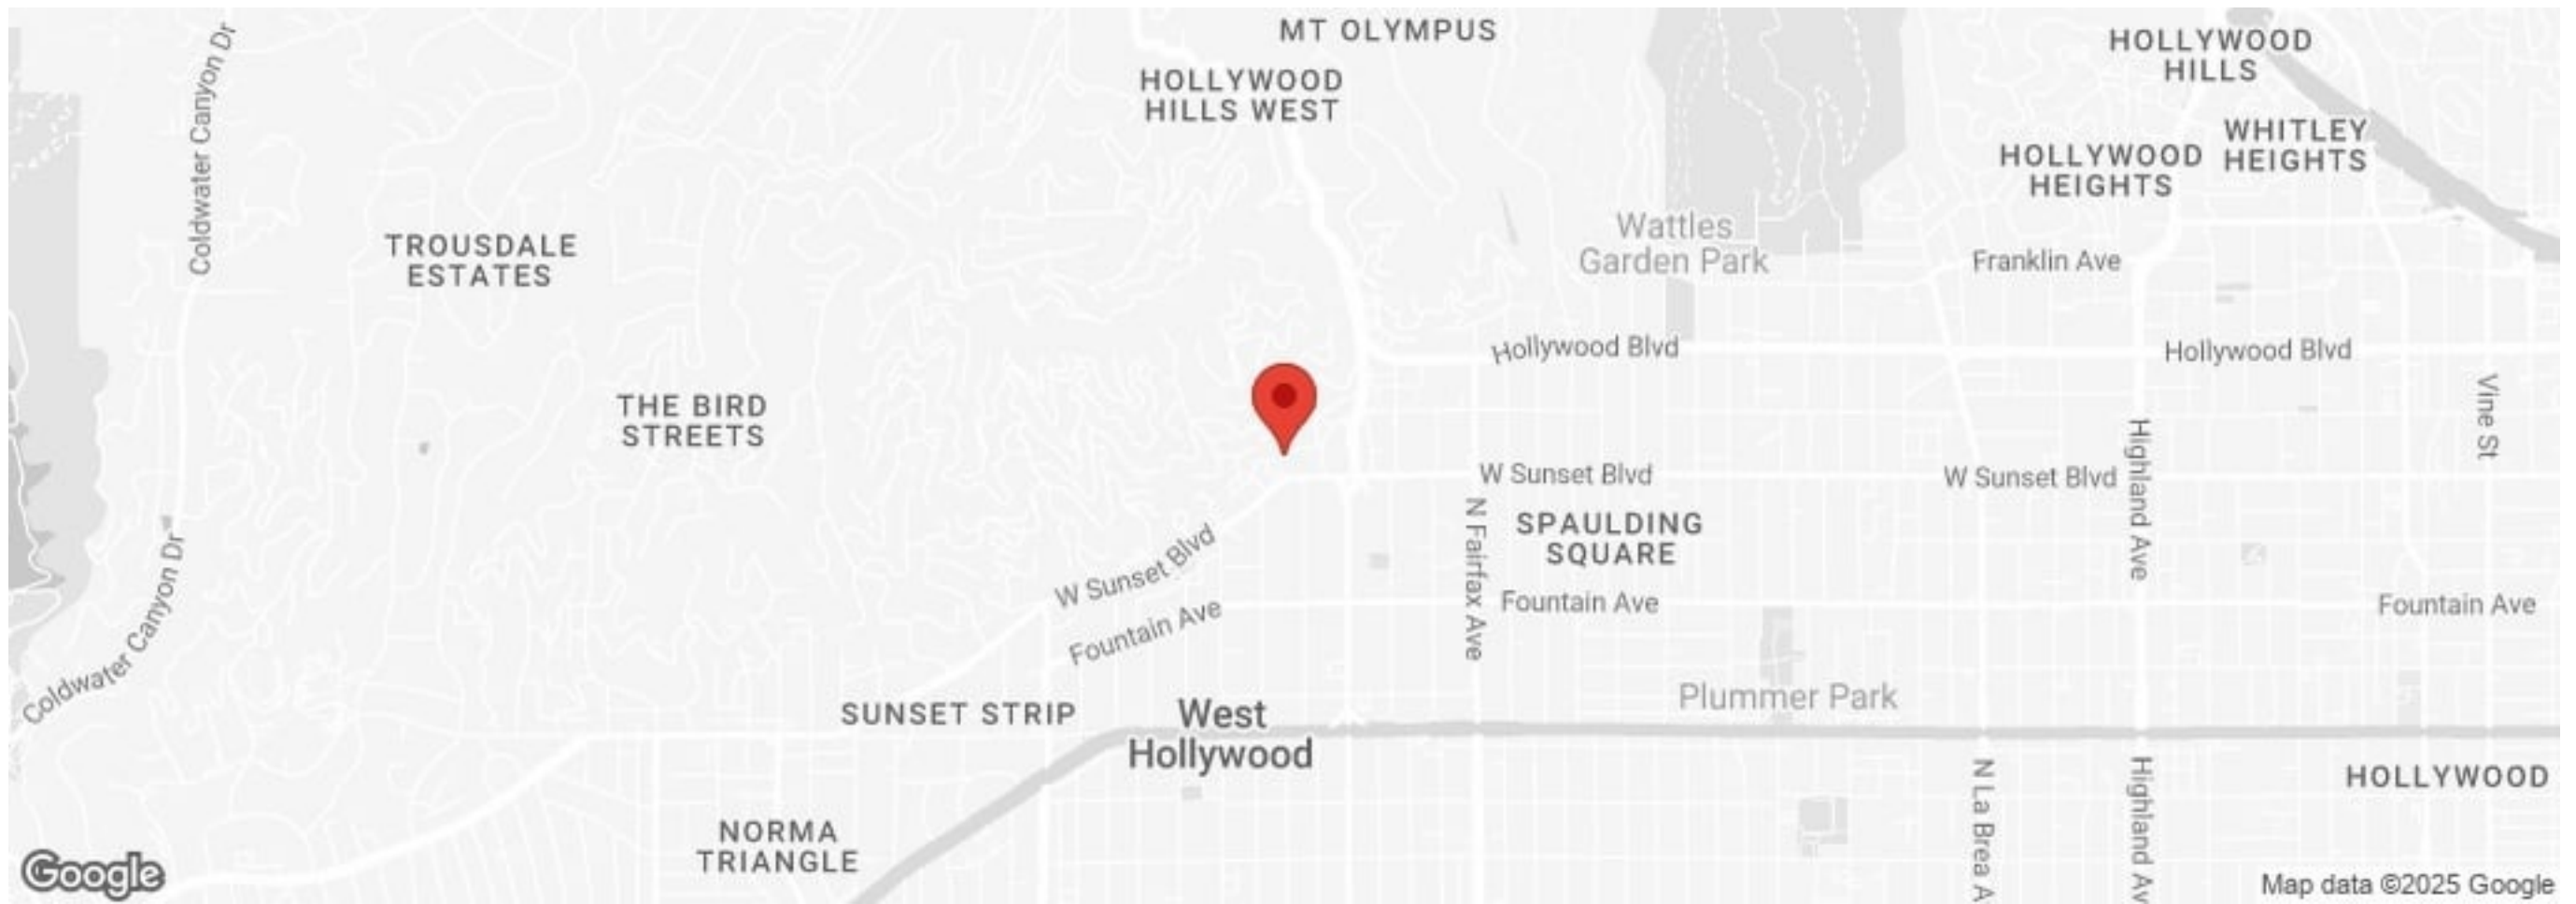 MT OLYMPUS
HOLLYWOOD
HILLS WEST
HOLLYWOOD
HILLS
WHITLEY
HEIGHTS
HOLLYWOOD
HEIGHTS
Coldwater Canyon Dr
TROUSDALE
ESTATES
Wattles
Garden Park
Franklin Ave
Hollywood Blvd
Hollywood Blvd
THE BIRD
STREETS
Vine St
W Sunset Blvd
W Sunset Blvd
Highland Ave
N Fairfax Ave
SPAULDING
SQUARE
W Sunset Blvd
Fountain Ave
Fountain Ave
Fountain Ave
Coldwater Canyon Dr
SUNSET STRIP
West
Hollywood
Plummer Park
HOLLYWOOD
N La Brea A
Highland Av
NORMA
TRIANGLE
Google
Map data ©2025 Google